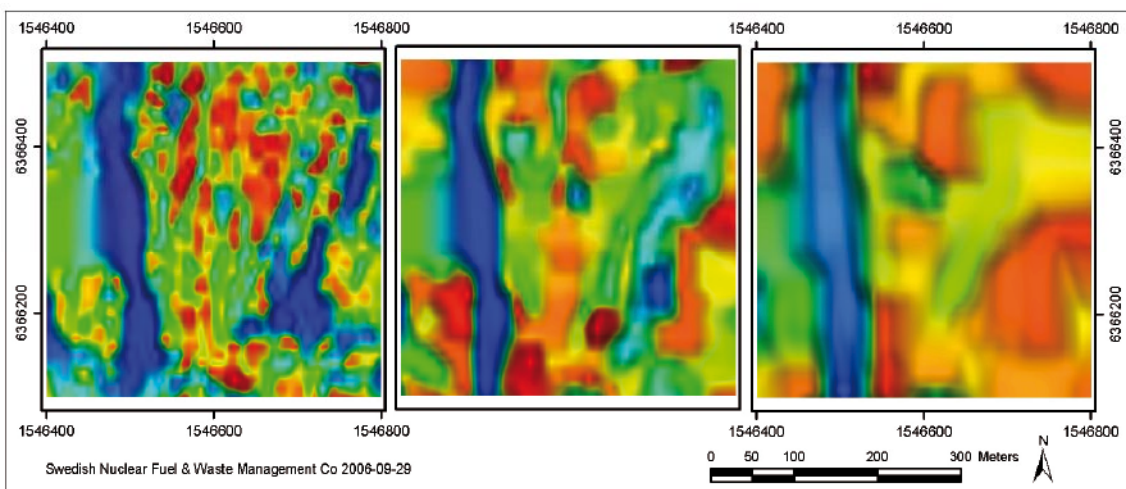 1546400 1546600 1546800 1546400 1546600 1546800
6366400 6366400
6366200 6366200
1546400 1546600 1546800 1546400 1546600 1546800
Swedish Nuclear Fuel & Waste Management Co 2006-09-29
0 50 100 200 300 Meters
N